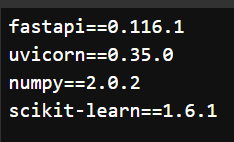 fastapi==0.116.1
uvicorn==0.35.0
numpy==2.0.2
scikit-learn==1.6.1